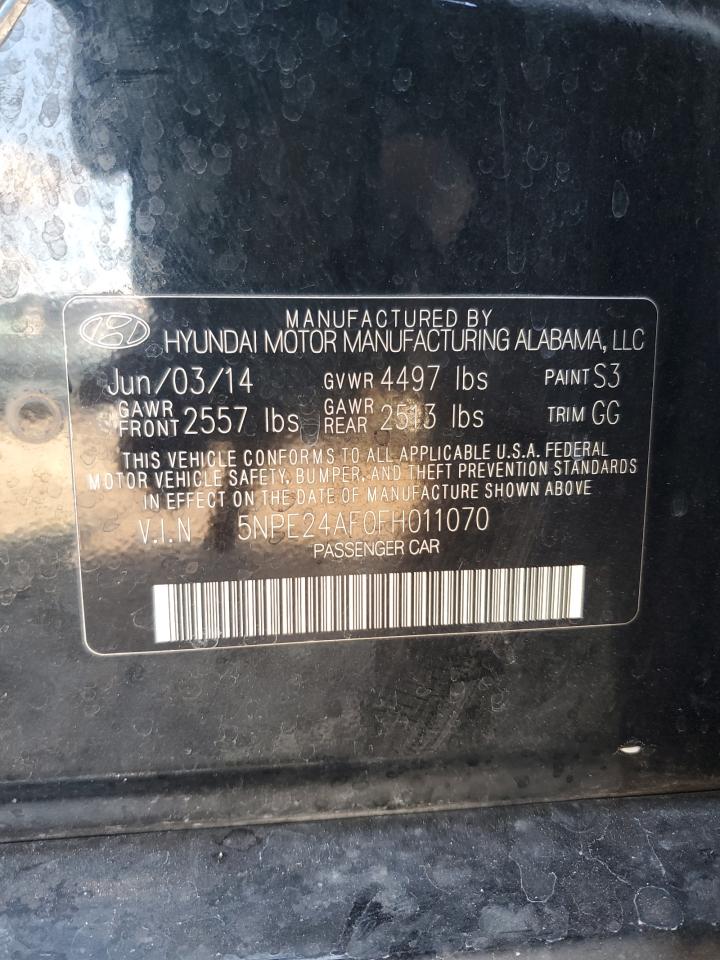 MANUFACTURED BY
HYUNDAI MOTOR MANUFACTURING ALABAMA, LLC
Jun/03/14 GVWR 4497 lbs PAINT S3
GAWR FRONT 2557 lbs GAWR REAR 2513 lbs TRIM GG
THIS VEHICLE CONFORMS TO ALL APPLICABLE U.S.A. FEDERAL
MOTOR VEHICLE SAFETY, BUMPER, AND THEFT PREVENTION STANDARDS
IN EFFECT ON THE DATE OF MANUFACTURE SHOWN ABOVE
V.I.N 5NPE24AF0FH011070
PASSENGER CAR